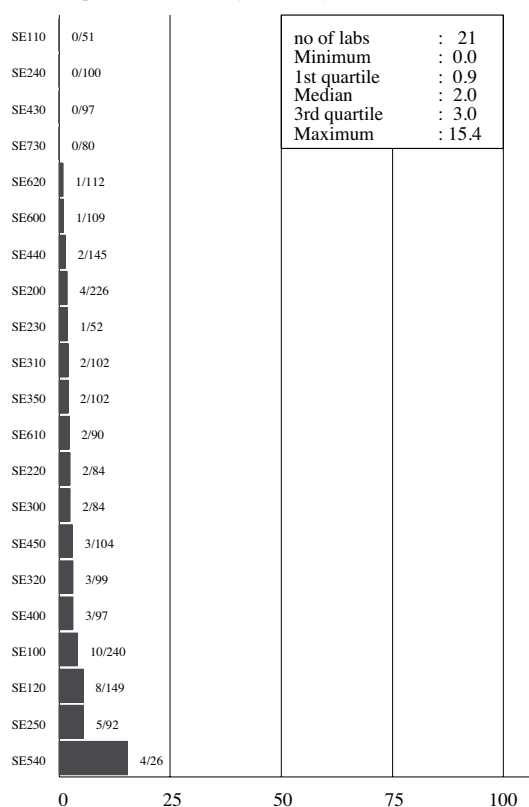 SE110 0/51
SE240 0/100
SE430 0/97
SE730 0/80
SE620 1/112
SE600 1/109
SE440 2/145
SE200 4/226
SE230 1/52
SE310 2/102
SE350 2/102
SE610 2/90
SE220 2/84
SE300 2/84
SE450 3/104
SE320 3/99
SE400 3/97
SE100 10/240
SE120 8/149
SE250 5/92
SE540 4/26
no of labs : 21
Minimum : 0.0
1st quartile : 0.9
Median : 2.0
3rd quartile : 3.0
Maximum : 15.4
0 25 50 75 100